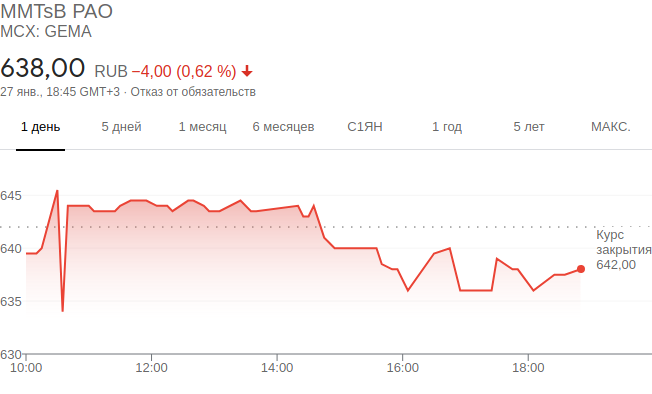 MMTsB PAO
MCX: GEMA
638,00 RUB −4,00 (0,62 %)
27 янв., 18:45 GMT+3 · Отказ от обязательств
1 день 5 дней 1 месяц 6 месяцев С1ЯН 1 год 5 лет МАКС.
645
640
635
630
Курс
закрытия
642,00
10:00 12:00 14:00 16:00 18:00